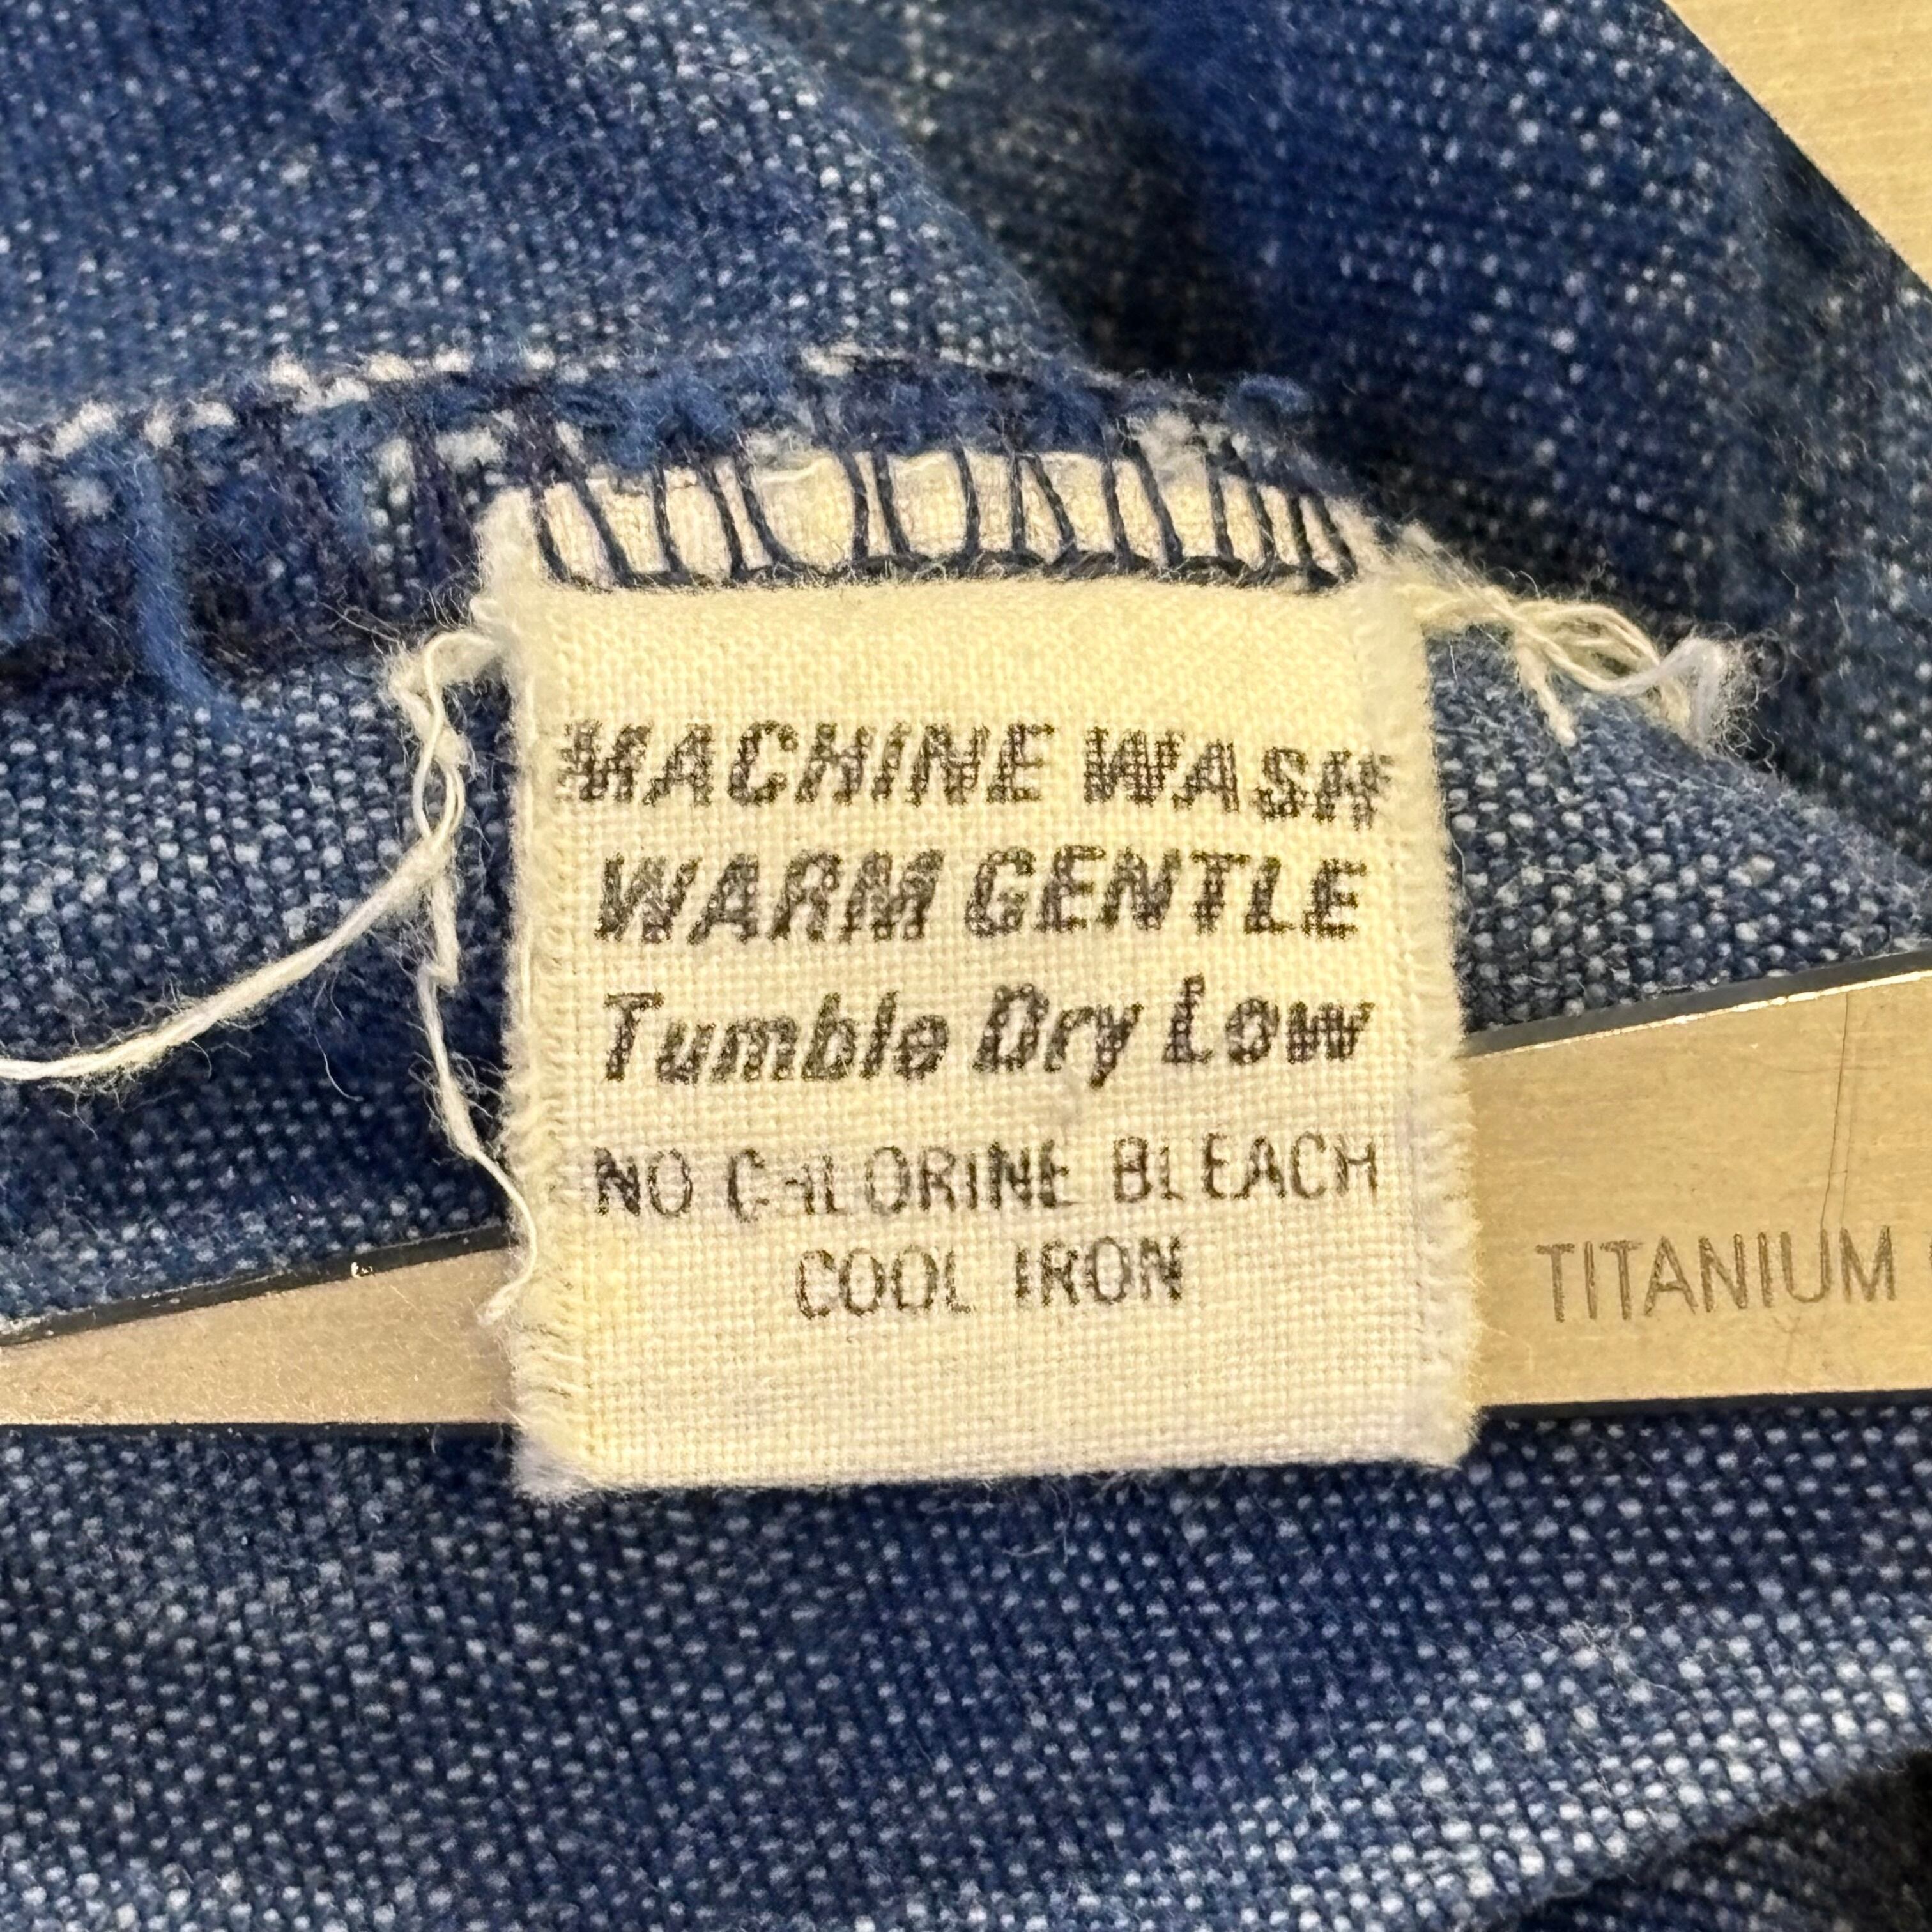 MACHINE WASH
WARM GENTLE
Tumble Dry Low
NO CHLORINE BLEACH
COOL IRON
TITANIUM